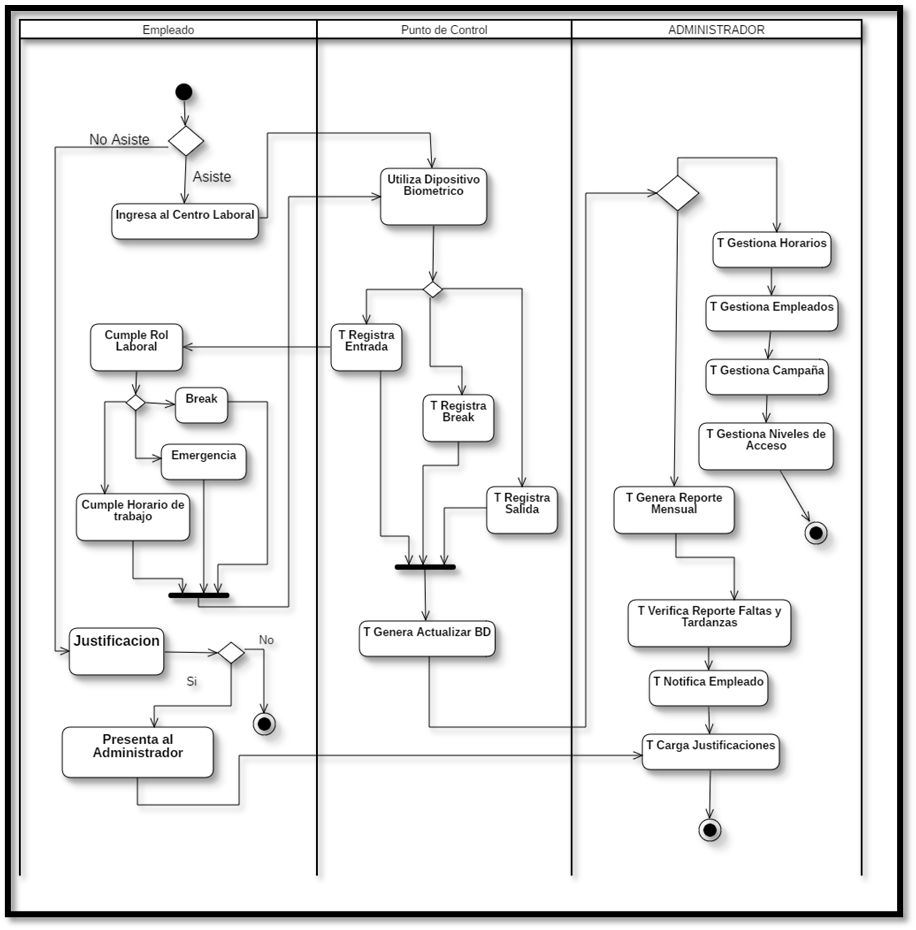 Empleado
Punto de Control
ADMINISTRADOR
No Asiste
Asiste
Ingresa al Centro Laboral
Cumple Rol
Laboral
Break
Emergencia
Cumple Horario de
trabajo
Justificacion
No
Si
Presenta al
Administrador
Utiliza Dipositivo
Biometrico
T Registra
Entrada
T Registra
Break
T Registra
Salida
T Genera Actualizar BD
T Gestiona Horarios
T Gestiona Empleados
T Gestiona Campaña
T Gestiona Niveles de
Acceso
T Genera Reporte
Mensual
T Verifica Reporte Faltas y
Tardanzas
T Notifica Empleado
T Carga Justificaciones